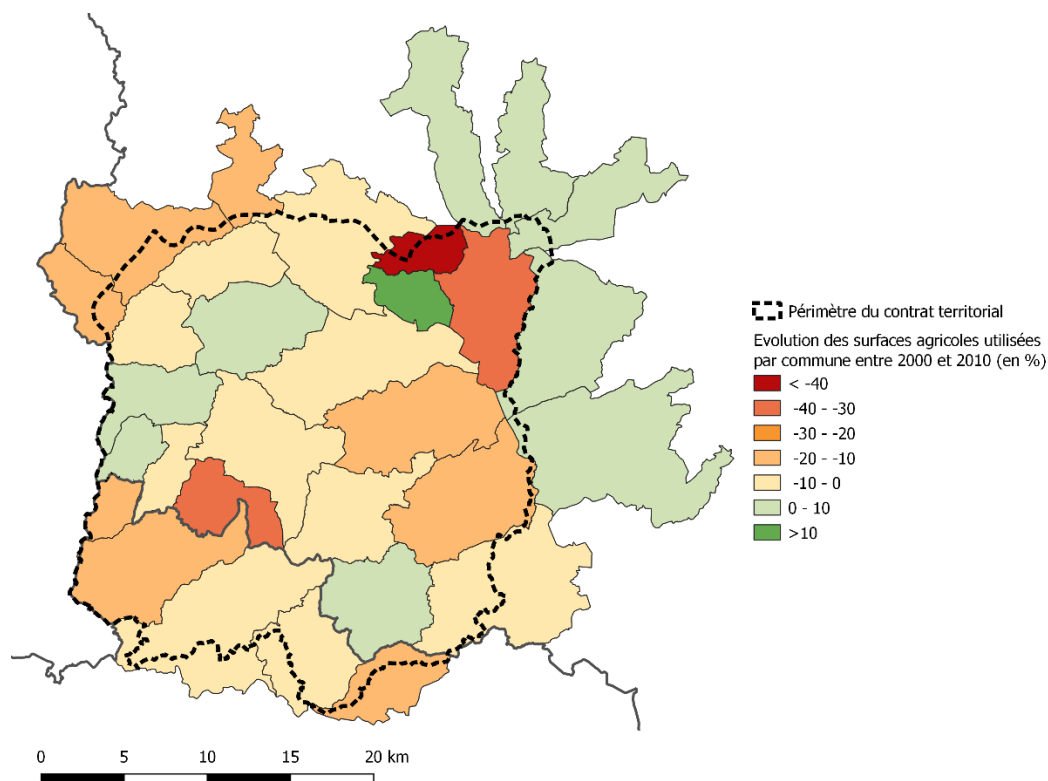 Périmètre du contrat territorial
Evolution des surfaces agricoles utilisées
par commune entre 2000 et 2010 (en %)
< -40
-40 - -30
-30 - -20
-20 - -10
-10 - 0
0 - 10
>10
0 5 10 15 20 km